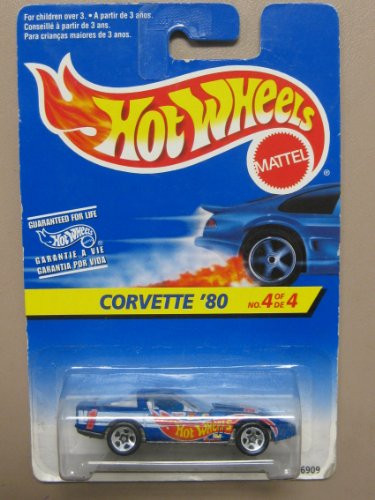 For children over 3. • A partir de 3 años.
Conseillé à partir de 3 ans.
Para crianças maiores de 3 anos.
HOT WHEELS
MATTEL
®
GUARANTEED FOR LIFE
HOT WHEELS
GARANTIE A VIE
GARANTIA POR VIDA
CORVETTE '80
NO. 4 OF DE 4
HOT WHEELS
6909